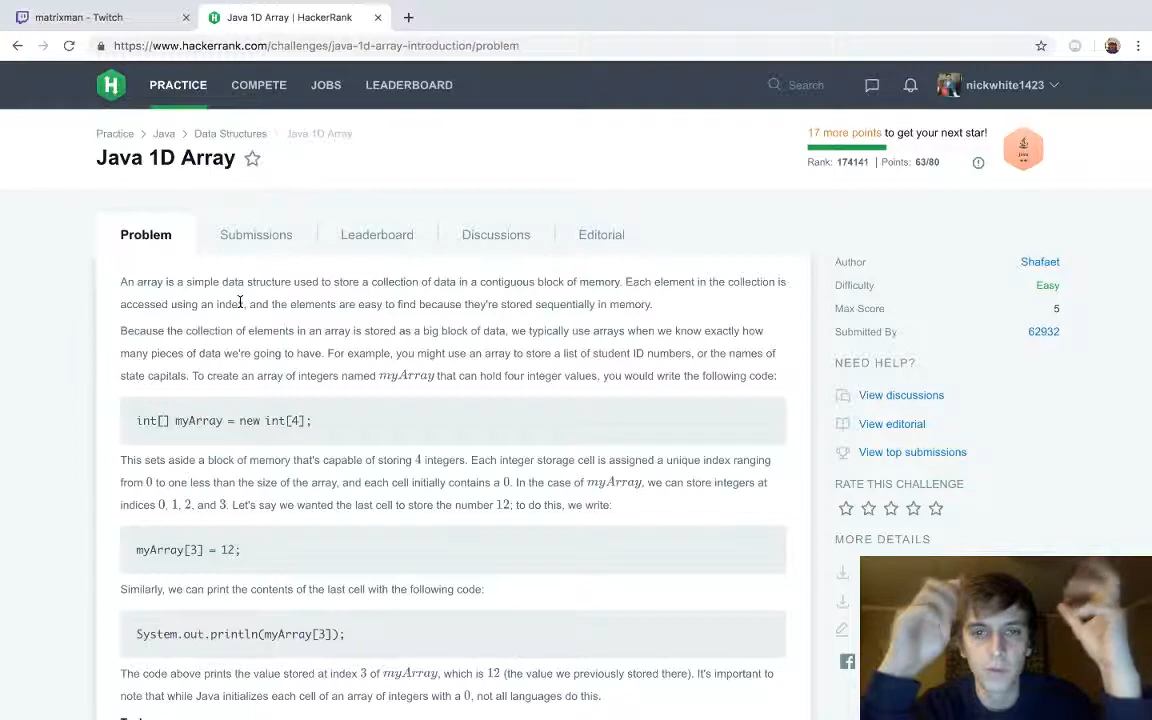 matrixman - Twitch
Java 1D Array | HackerRank
https://www.hackerrank.com/challenges/java-1d-array-introduction/problem
H PRACTICE COMPETE JOBS LEADERBOARD Search nickwhite1423
Practice > Java > Data Structures > Java 1D Array
Java 1D Array
17 more points to get your next star!
Rank: 174141 | Points: 63/80
java
Problem Submissions Leaderboard Discussions Editorial
An array is a simple data structure used to store a collection of data in a contiguous block of memory. Each element in the collection is
accessed using an index, and the elements are easy to find because they're stored sequentially in memory.
Because the collection of elements in an array is stored as a big block of data, we typically use arrays when we know exactly how
many pieces of data we're going to have. For example, you might use an array to store a list of student ID numbers, or the names of
state capitals. To create an array of integers named myArray that can hold four integer values, you would write the following code:
int[] myArray = new int[4];
This sets aside a block of memory that's capable of storing 4 integers. Each integer storage cell is assigned a unique index ranging
from 0 to one less than the size of the array, and each cell initially contains a 0. In the case of myArray, we can store integers at
indices 0, 1, 2, and 3. Let's say we wanted the last cell to store the number 12; to do this, we write:
myArray[3] = 12;
Similarly, we can print the contents of the last cell with the following code:
System.out.println(myArray[3]);
The code above prints the value stored at index 3 of myArray, which is 12 (the value we previously stored there). It's important to
note that while Java initializes each cell of an array of integers with a 0, not all languages do this.
Author Shafaet
Difficulty Easy
Max Score 5
Submitted By 62932
NEED HELP?
View discussions
View editorial
View top submissions
RATE THIS CHALLENGE
MORE DETAILS